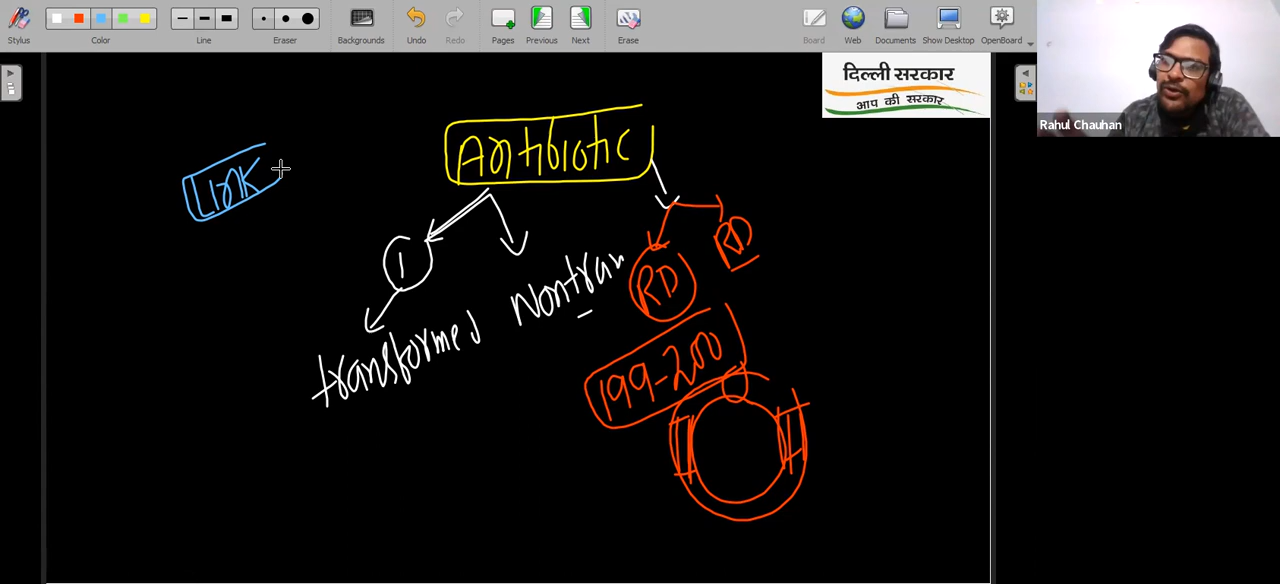 Stylus
Color
Line
Eraser
Backgrounds
Undo
Redo
Pages
Previous
Next
Erase
Board
Web
Documents
Show Desktop
OpenBoard
Rahul Chauhan
दिल्ली सरकार
आप की सरकार
Antibiotic
Link
1
transformed
Nontran
RD
RD
199-200